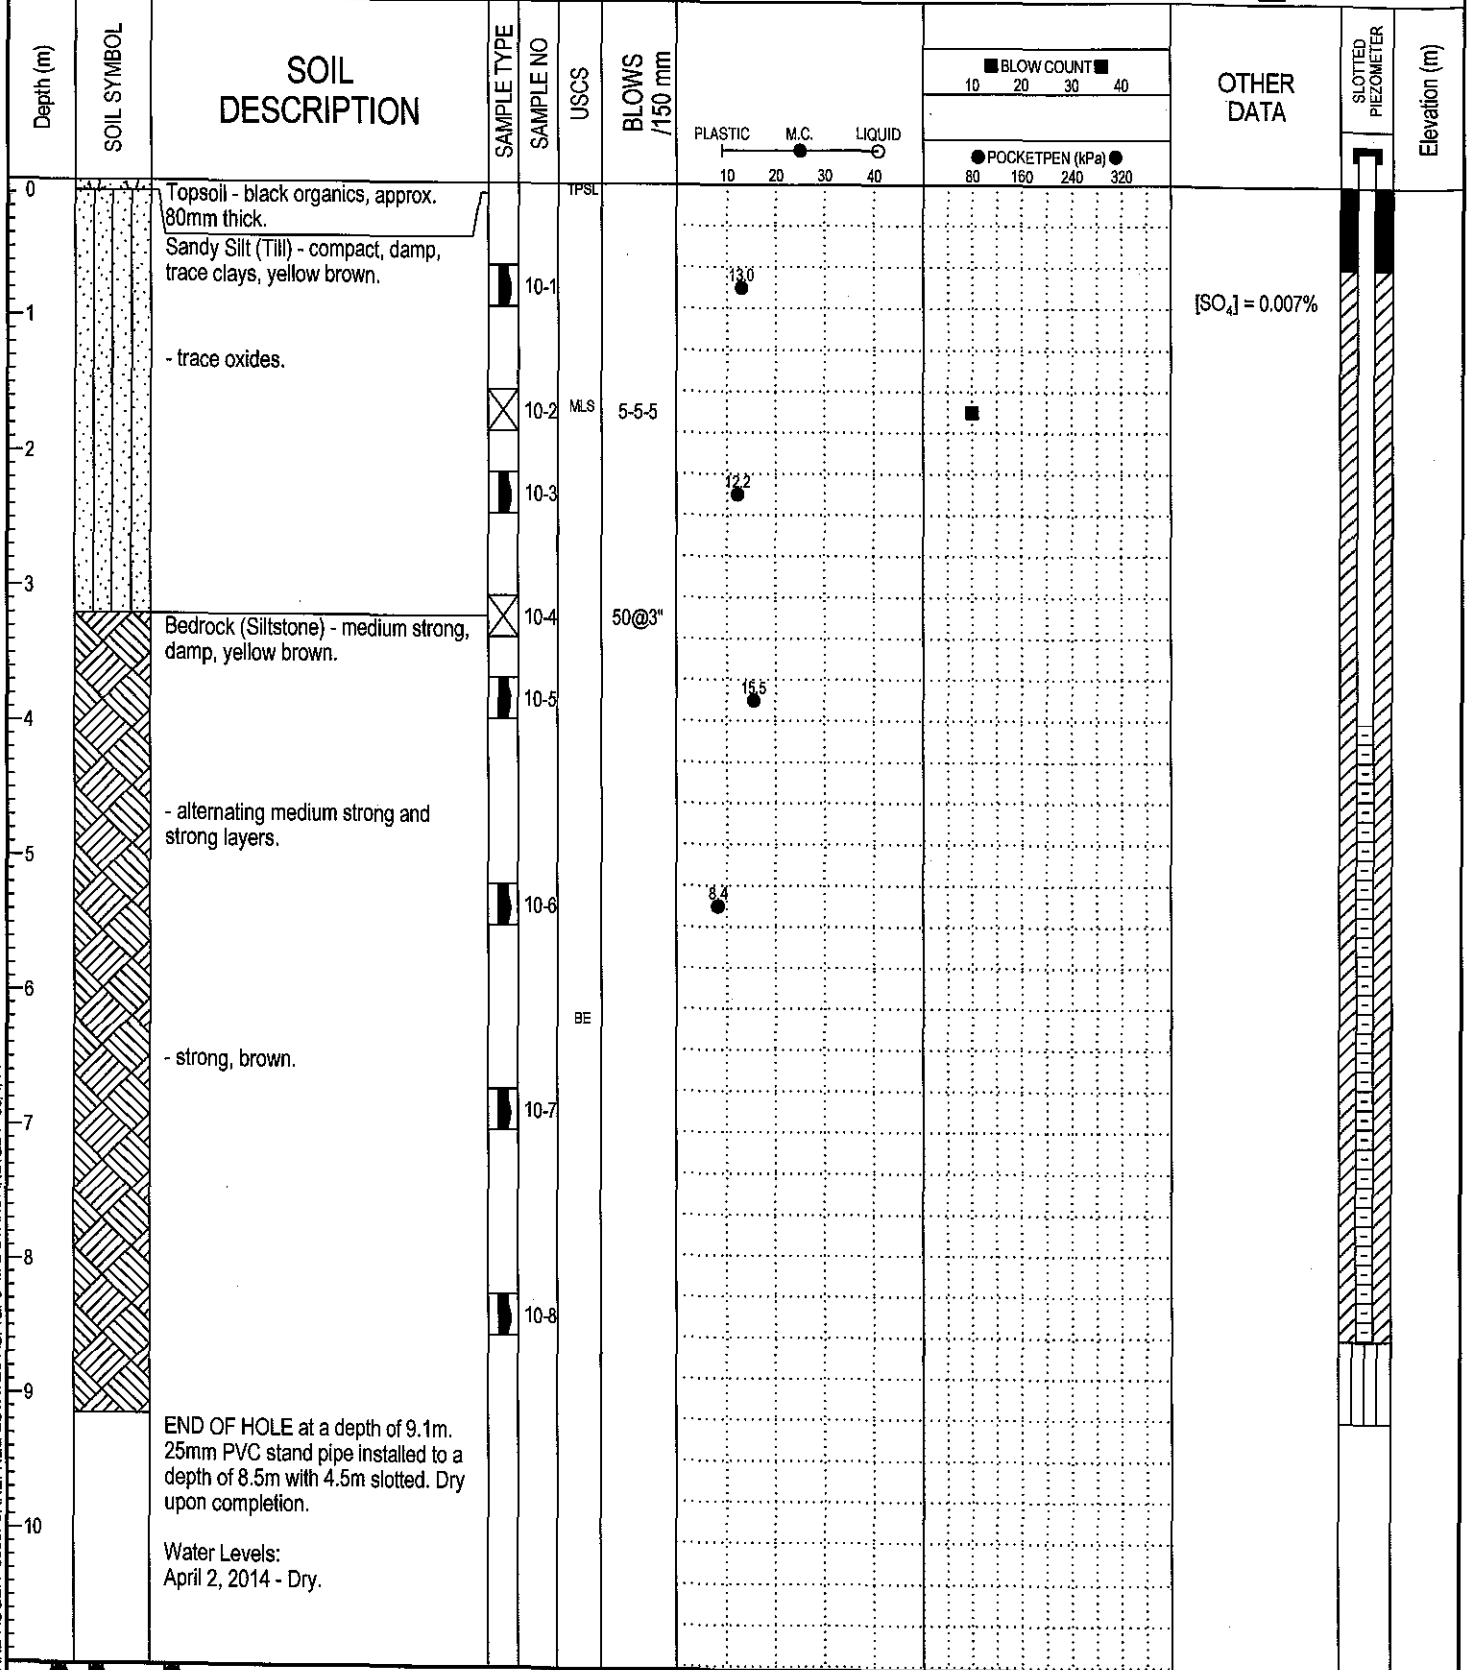 Depth (m)
SOIL SYMBOL
SOIL
DESCRIPTION
SAMPLE TYPE
SAMPLE NO
USCS
BLOWS
/150 mm
PLASTIC M.C. LIQUID
10 20 30 40
BLOW COUNT
10 20 30 40
POCKETPEN (kPa)
80 160 240 320
OTHER
DATA
SLOTTED
PIEZOMETER
Elevation (m)
0
Topsoil - black organics, approx.
80mm thick.
TPSL
Sandy Silt (Till) - compact, damp,
trace clays, yellow brown.
10-1
13.0
1
[SO4] = 0.007%
- trace oxides.
10-2 MLS 5-5-5
2
10-3
12.2
3
10-4 50@3"
Bedrock (Siltstone) - medium strong,
damp, yellow brown.
10-5
15.5
4
- alternating medium strong and
strong layers.
5
10-6
8.4
6
BE
- strong, brown.
10-7
7
8
10-8
9
END OF HOLE at a depth of 9.1m.
25mm PVC stand pipe installed to a
depth of 8.5m with 4.5m slotted. Dry
upon completion.
10
Water Levels:
April 2, 2014 - Dry.